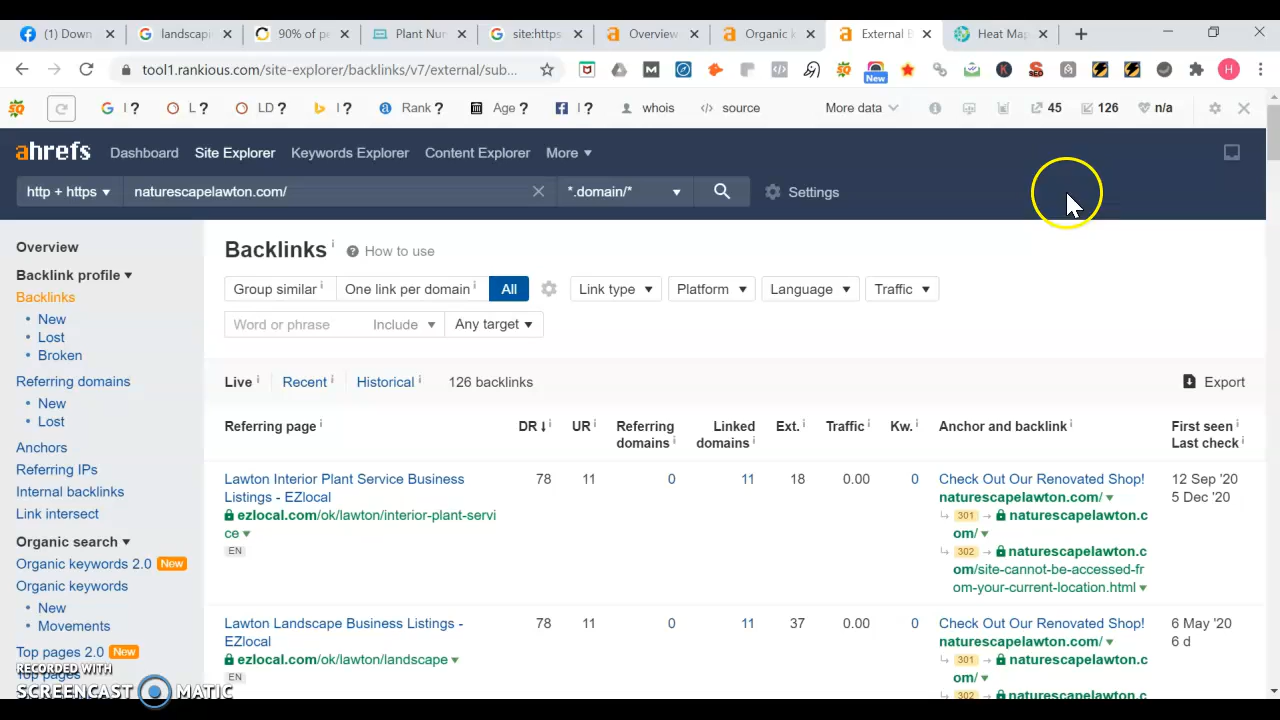 (1) Down
landscape
90% of pe
Plant Nur
site:https
Overview
Organic k
External B
Heat Map
tool1.rankious.com/site-explorer/backlinks/v7/external/sub...
New
H
I ?
L ?
LD ?
I ?
Rank ?
Age ?
I ?
whois
source
More data
45
126
n/a
ahrefs
Dashboard
Site Explorer
Keywords Explorer
Content Explorer
More
http + https
naturescapelawton.com/
*.domain/*
Settings
Overview
Backlink profile
Backlinks
• New
• Lost
• Broken
Referring domains
• New
• Lost
Anchors
Referring IPs
Internal backlinks
Link intersect
Organic search
Organic keywords 2.0 New
Organic keywords
• New
• Movements
Top pages 2.0 New
Top pages
RECORDED WITH
SCREENCAST MATIC
Backlinks
How to use
Group similar
One link per domain
All
Link type
Platform
Language
Traffic
Word or phrase
Include
Any target
Live
Recent
Historical
126 backlinks
Export
Referring page
DR
UR
Referring
domains
Linked
domains
Ext.
Traffic
Kw.
Anchor and backlink
First seen
Last check
Lawton Interior Plant Service Business
Listings - EZlocal
ezlocal.com/ok/lawton/interior-plant-servi
ce
EN
78
11
0
11
18
0.00
0
Check Out Our Renovated Shop!
naturescapelawton.com/
301 → naturescapelawton.c
om/
302 → naturescapelawton.c
om/site-cannot-be-accessed-fr
om-your-current-location.html
12 Sep '20
5 Dec '20
Lawton Landscape Business Listings -
EZlocal
ezlocal.com/ok/lawton/landscape
EN
78
11
0
11
37
0.00
0
Check Out Our Renovated Shop!
naturescapelawton.com/
301 → naturescapelawton.c
om/
302 → naturescapelawton.c
6 May '20
6 d